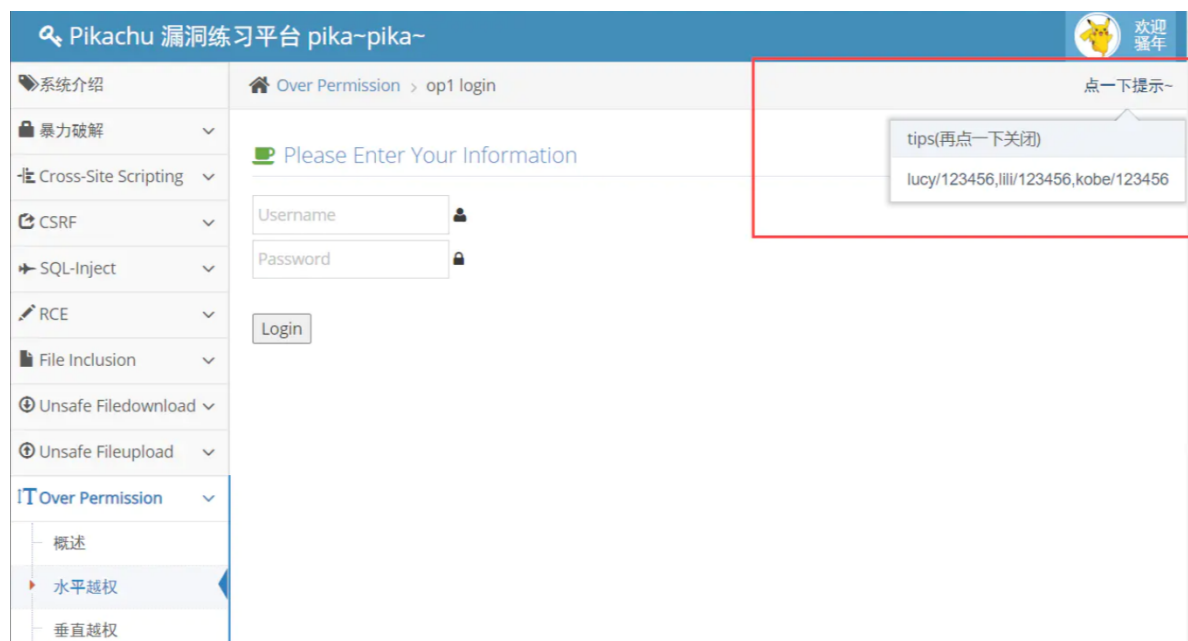 Pikachu 漏洞练习平台 pika~pika~
欢迎
骚年
系统介绍
Over Permission > op1 login
点一下提示~
暴力破解
tips(再点一下关闭)
Please Enter Your Information
lucy/123456,lili/123456,kobe/123456
Cross-Site Scripting
Username
CSRF
Password
SQL-Inject
RCE
Login
File Inclusion
Unsafe Filedownload
Unsafe Fileupload
Over Permission
概述
水平越权
垂直越权